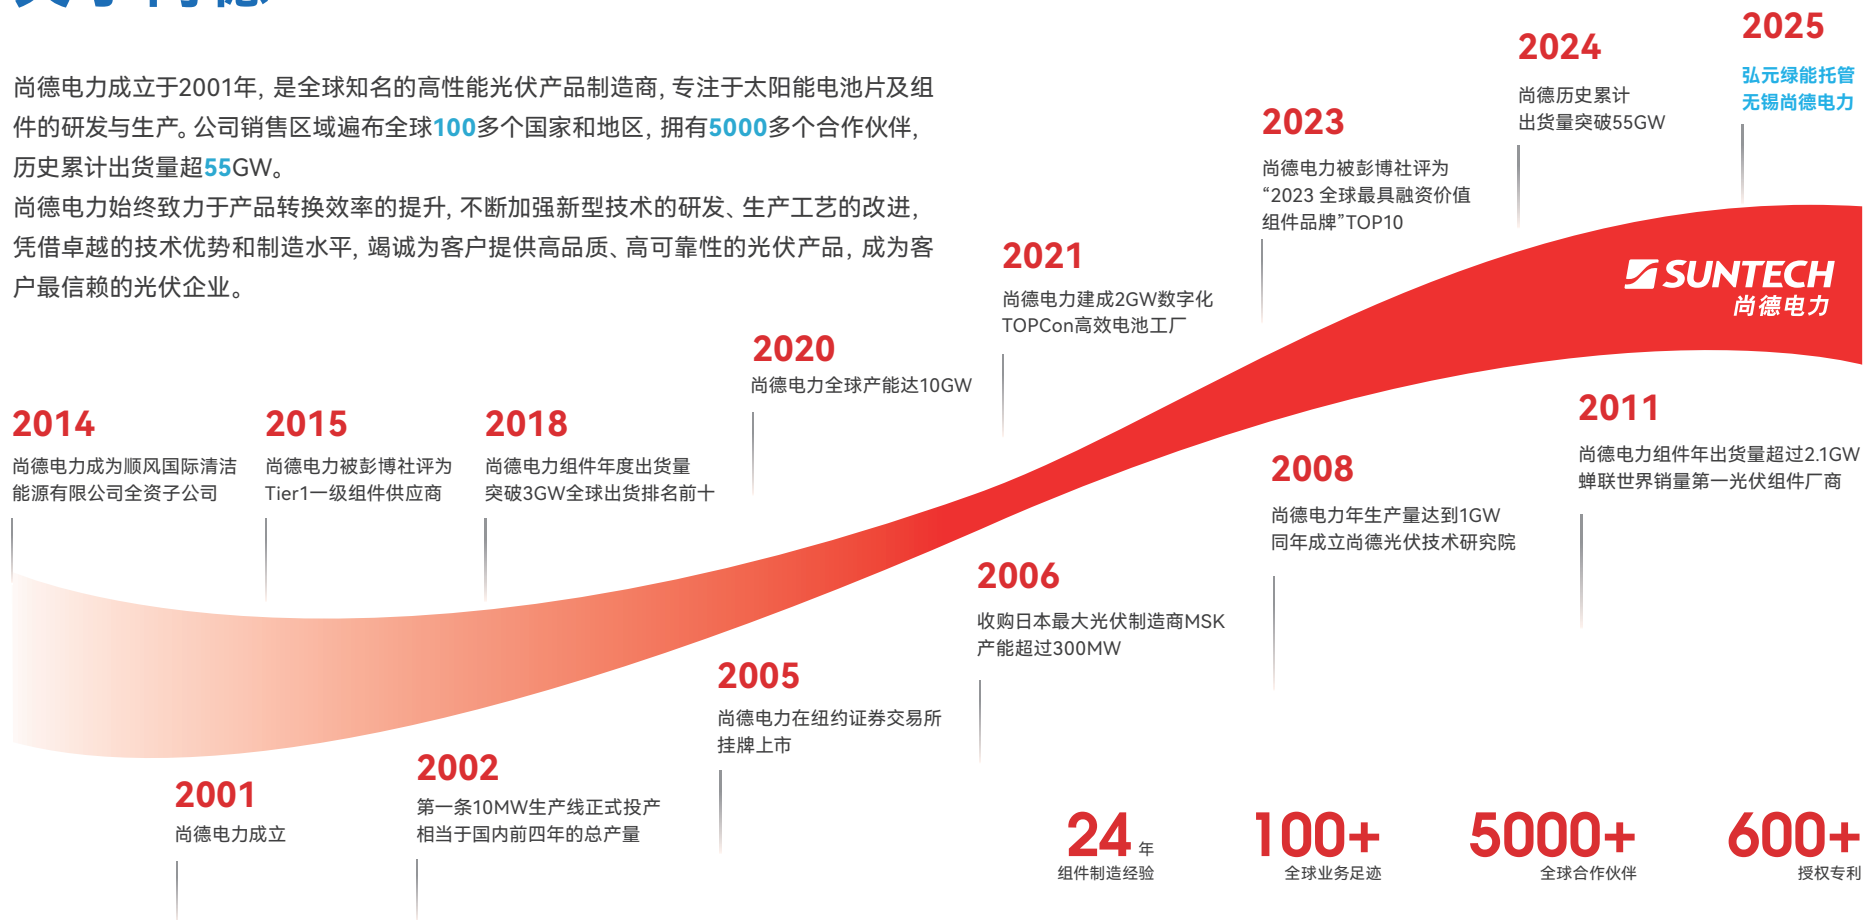 尚德电力成立于2001年, 是全球知名的高性能光伏产品制造商, 专注于太阳能电池片及组
件的研发与生产。公司销售区域遍布全球100多个国家和地区, 拥有5000多个合作伙伴,
历史累计出货量超55GW。
尚德电力始终致力于产品转换效率的提升, 不断加强新型技术的研发、生产工艺的改进,
凭借卓越的技术优势和制造水平, 竭诚为客户提供高品质、高可靠性的光伏产品, 成为客
户最信赖的光伏企业。
2014
尚德电力成为顺风国际清洁
能源有限公司全资子公司
2015
尚德电力被彭博社评为
Tier1一级组件供应商
2018
尚德电力组件年度出货量
突破3GW全球出货排名前十
2020
尚德电力全球产能达10GW
2021
尚德电力建成2GW数字化
TOPCon高效电池工厂
2023
尚德电力被彭博社评为
“2023 全球最具融资价值
组件品牌”TOP10
2024
尚德历史累计
出货量突破55GW
2025
弘元绿能托管
无锡尚德电力
SUNTECH
尚德电力
2001
尚德电力成立
2002
第一条10MW生产线正式投产
相当于国内前四年的总产量
2005
尚德电力在纽约证券交易所
挂牌上市
2006
收购日本最大光伏制造商MSK
产能超过300MW
2008
尚德电力年生产量达到1GW
同年成立尚德光伏技术研究院
2011
尚德电力组件年出货量超过2.1GW
蝉联世界销量第一光伏组件厂商
24 年
组件制造经验
100+
全球业务足迹
5000+
全球合作伙伴
600+
授权专利